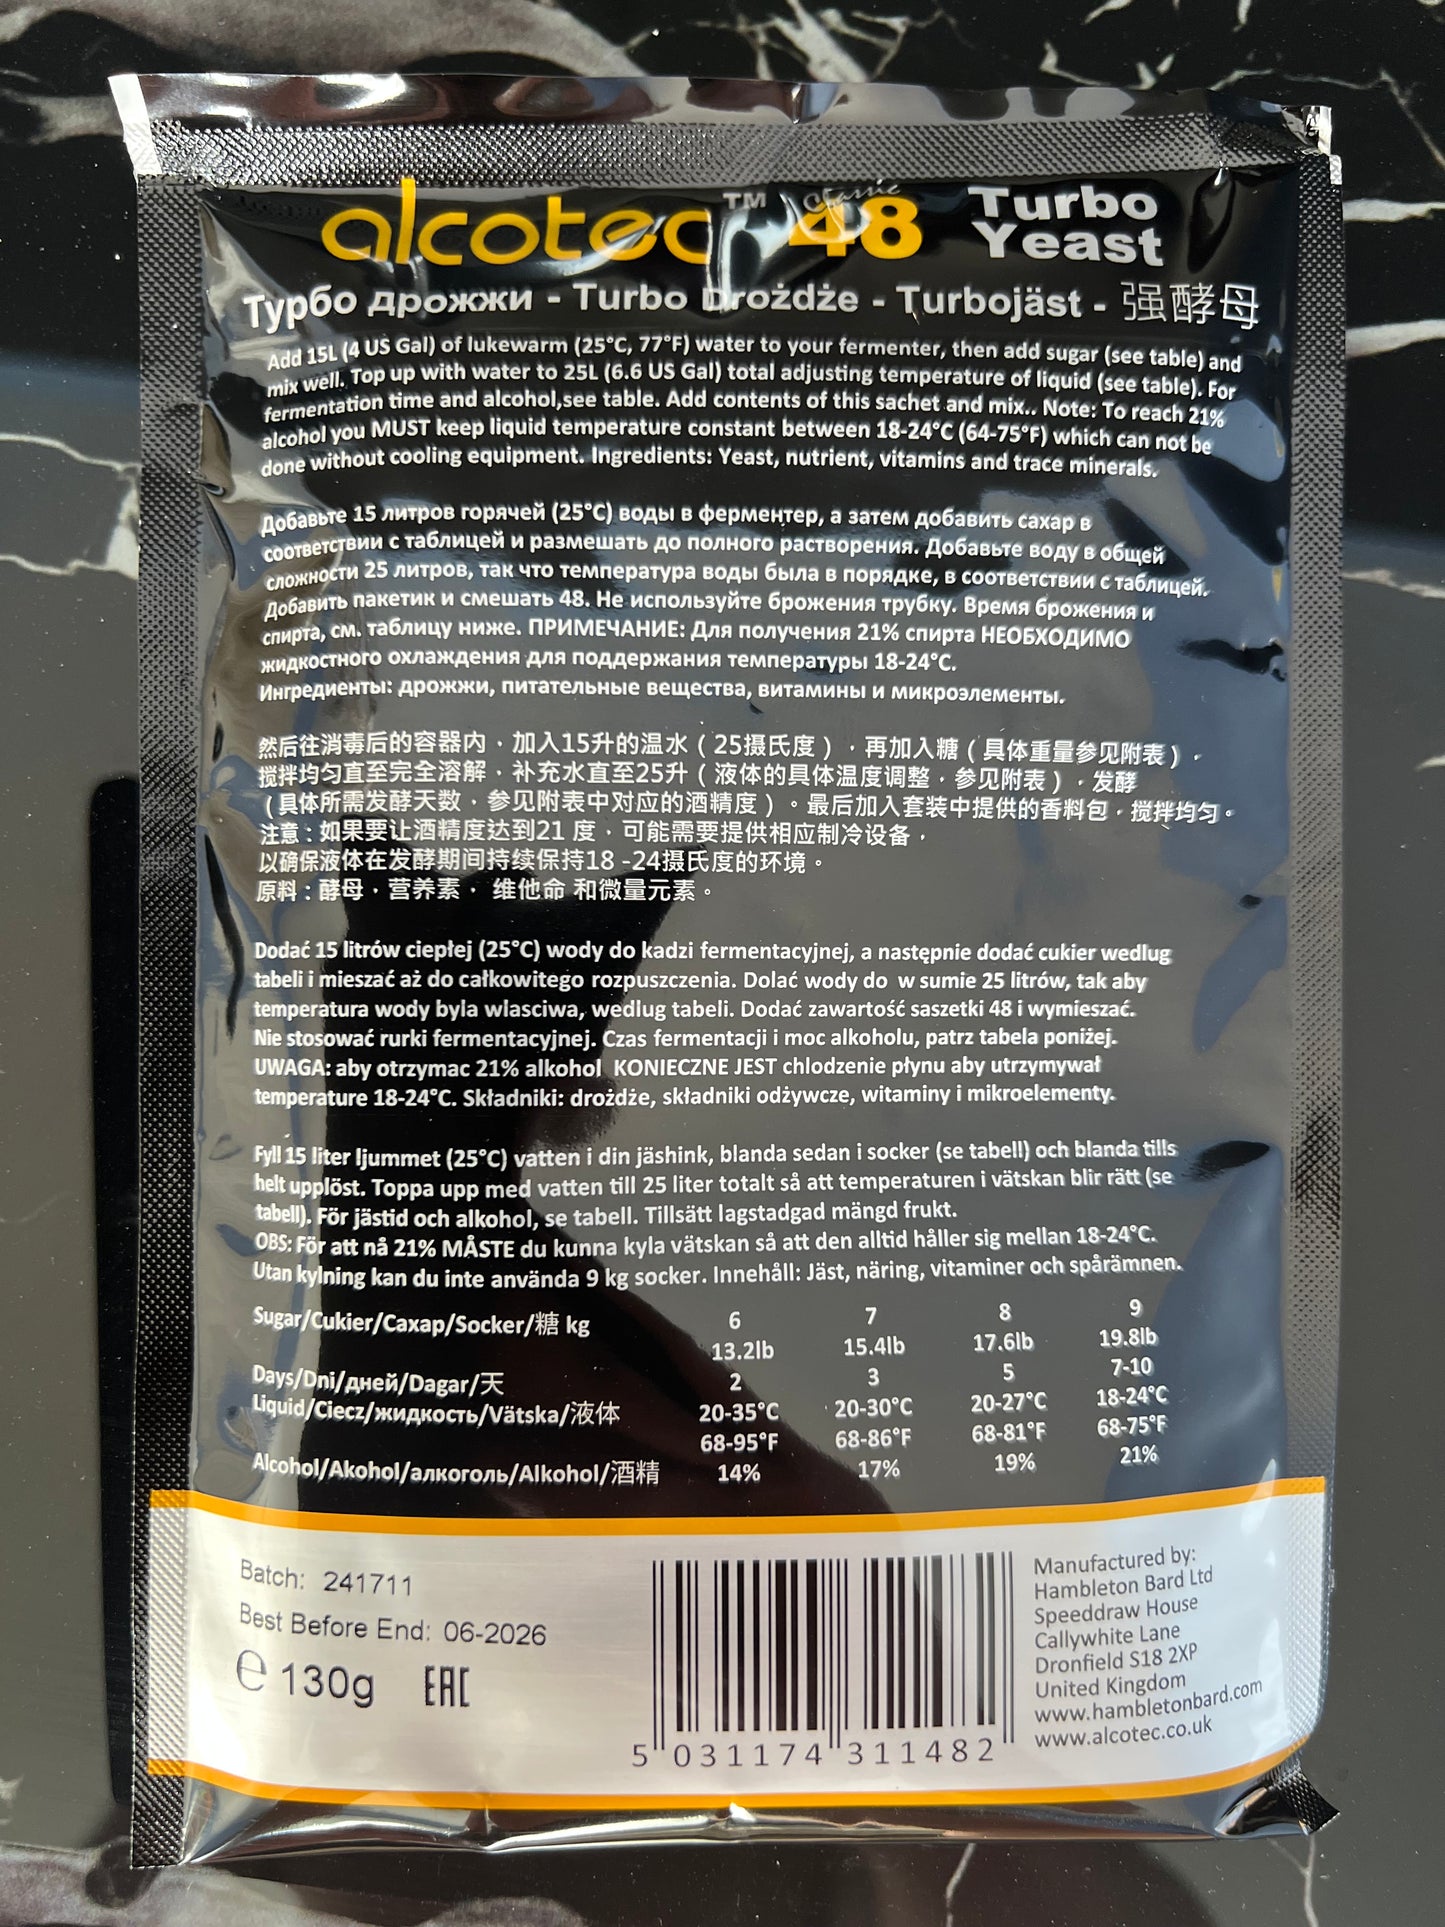 alcotec™ Classic 48 Turbo Yeast
Турбо дрожжи - Turbo Drożdże - Turbojäst - 强酵母
Add 15L (4 US Gal) of lukewarm (25°C, 77°F) water to your fermenter, then add sugar (see table) and
mix well. Top up with water to 25L (6.6 US Gal) total adjusting temperature of liquid (see table). For
fermentation time and alcohol,see table. Add contents of this sachet and mix.. Note: To reach 21%
alcohol you MUST keep liquid temperature constant between 18-24°C (64-75°F) which can not be
done without cooling equipment. Ingredients: Yeast, nutrient, vitamins and trace minerals.
Добавьте 15 литров горячей (25°C) воды в ферментер, а затем добавить сахар в
соответствии с таблицей и размешать до полного растворения. Добавьте воду в общей
сложности 25 литров, так что температура воды была в порядке, в соответствии с таблицей.
Добавить пакетик и смешать 48. Не используйте брожения трубку. Время брожения и
спирта, см. таблицу ниже. ПРИМЕЧАНИЕ: Для получения 21% спирта НЕОБХОДИМО
жидкостного охлаждения для поддержания температуры 18-24°C.
Ингредиенты: дрожжи, питательные вещества, витамины и микроэлементы.
然后往消毒后的容器内，加入15升的温水（25摄氏度），再加入糖（具体重量参见附表），
搅拌均匀直至完全溶解，补充水直至25升（液体的具体温度调整，参见附表），发酵
（具体所需发酵天数，参见附表中对应的酒精度）。最后加入套装中提供的香料包，搅拌均匀。
注意：如果要让酒精度达到21 度，可能需要提供相应制冷设备，
以确保液体在发酵期间持续保持18 -24摄氏度的环境。
原料：酵母，营养素， 维他命 和微量元素。
Dodać 15 litrów ciepłej (25°C) wody do kadzi fermentacyjnej, a następnie dodać cukier wedlug
tabeli i mieszać aż do całkowitego rozpuszczenia. Dolać wody do w sumie 25 litrów, tak aby
temperatura wody byla wlasciwa, wedlug tabeli. Dodać zawartość saszetki 48 i wymieszać.
Nie stosować rurki fermentacyjnej. Czas fermentacji i moc alkoholu, patrz tabela poniżej.
UWAGA: aby otrzymac 21% alkohol KONIECZNE JEST chlodzenie płynu aby utrzymywał
temperature 18-24°C. Składniki: drożdże, składniki odżywcze, witaminy i mikroelementy.
Fyll 15 liter ljummet (25°C) vatten i din jäshink, blanda sedan i socker (se tabell) och blanda tills
helt upplöst. Toppa upp med vatten till 25 liter totalt så att temperaturen i vätskan blir rätt (se
tabell). För jästid och alkohol, se tabell. Tillsätt lagstadgad mängd frukt.
OBS: För att nå 21% MÅSTE du kunna kyla vätskan så att den alltid håller sig mellan 18-24°C.
Utan kylning kan du inte använda 9 kg socker. Innehåll: Jäst, näring, vitaminer och spårämnen.
Sugar/Cukier/Сахар/Socker/糖 kg 6 7 8 9
13.2lb 15.4lb 17.6lb 19.8lb
Days/Dni/дней/Dagar/天 2 3 5 7-10
Liquid/Ciecz/жидкость/Vätska/液体 20-35°C 20-30°C 20-27°C 18-24°C
68-95°F 68-86°F 68-81°F 68-75°F
Alcohol/Akohol/алкоголь/Alkohol/酒精 14% 17% 19% 21%
Batch: 241711
Best Before End: 06-2026
℮ 130g EAC
5 031174 311482
Manufactured by:
Hambleton Bard Ltd
Speeddraw House
Callywhite Lane
Dronfield S18 2XP
United Kingdom
www.hambletonbard.com
www.alcotec.co.uk